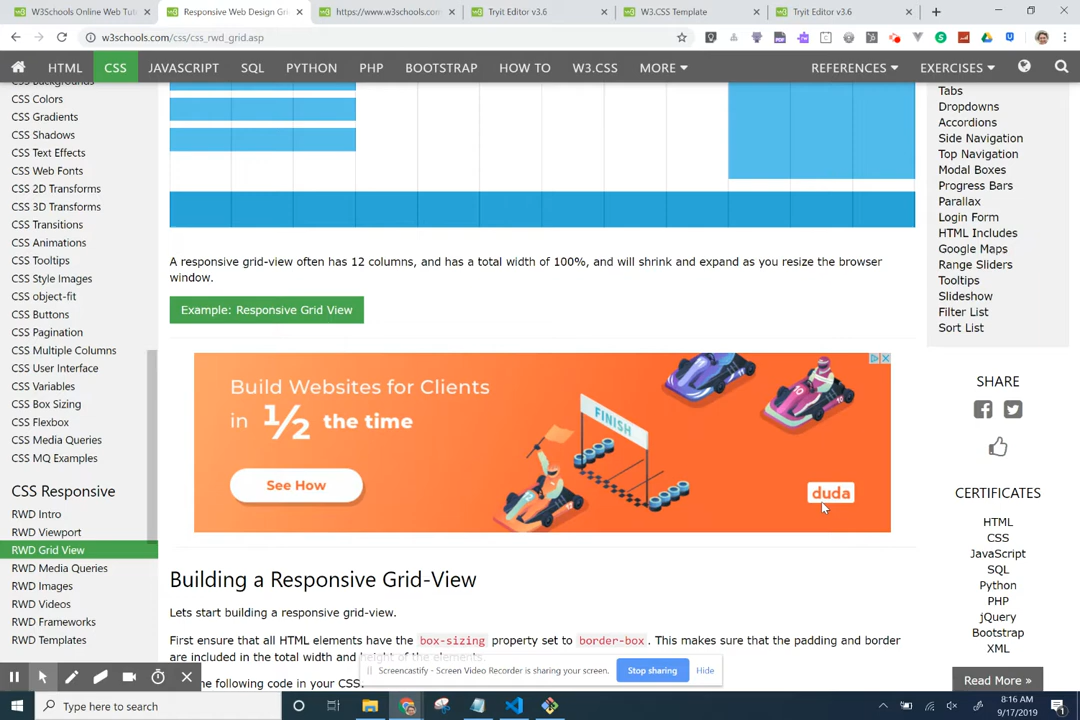 W3Schools Online Web Tut
Responsive Web Design Gri
https://www.w3schools.com
Tryit Editor v3.6
W3.CSS Template
Tryit Editor v3.6
w3schools.com/css/css_rwd_grid.asp
HTML
CSS
JAVASCRIPT
SQL
PYTHON
PHP
BOOTSTRAP
HOW TO
W3.CSS
MORE
REFERENCES
EXERCISES
CSS Backgrounds
CSS Colors
CSS Gradients
CSS Shadows
CSS Text Effects
CSS Web Fonts
CSS 2D Transforms
CSS 3D Transforms
CSS Transitions
CSS Animations
CSS Tooltips
CSS Style Images
CSS object-fit
CSS Buttons
CSS Pagination
CSS Multiple Columns
CSS User Interface
CSS Variables
CSS Box Sizing
CSS Flexbox
CSS Media Queries
CSS MQ Examples
CSS Responsive
RWD Intro
RWD Viewport
RWD Grid View
RWD Media Queries
RWD Images
RWD Videos
RWD Frameworks
RWD Templates
A responsive grid-view often has 12 columns, and has a total width of 100%, and will shrink and expand as you resize the browser
window.
Example: Responsive Grid View
Build Websites for Clients
in 1/2 the time
See How
FINISH
duda
Building a Responsive Grid-View
Lets start building a responsive grid-view.
First ensure that all HTML elements have the box-sizing property set to border-box. This makes sure that the padding and border
are included in the total width and height of the elements.
the following code in your CSS:
Tabs
Dropdowns
Accordions
Side Navigation
Top Navigation
Modal Boxes
Progress Bars
Parallax
Login Form
HTML Includes
Google Maps
Range Sliders
Tooltips
Slideshow
Filter List
Sort List
SHARE
CERTIFICATES
HTML
CSS
JavaScript
SQL
Python
PHP
jQuery
Bootstrap
XML
Read More »
Screencastify - Screen Video Recorder is sharing your screen.
Stop sharing
Hide
Type here to search
8:16 AM
9/17/2019